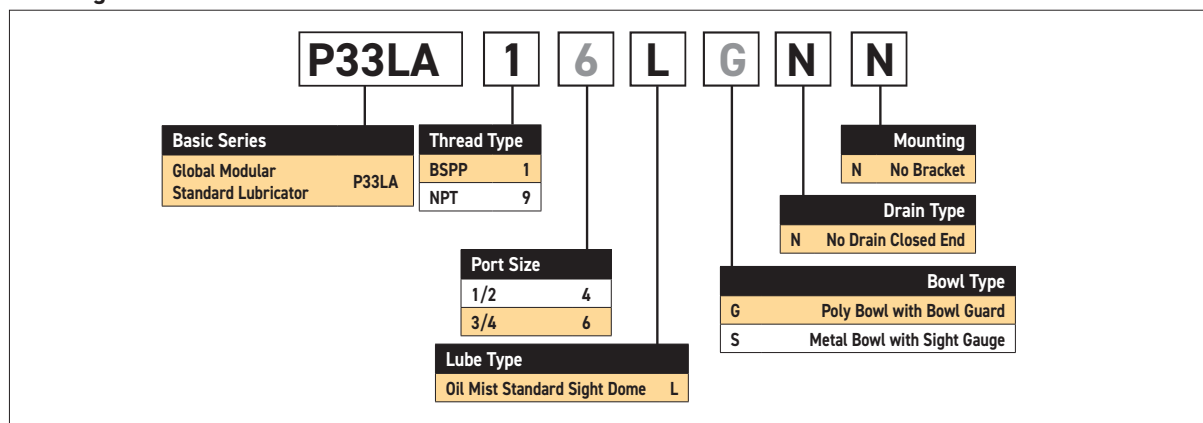 P33LA 1 6 L G N N
Basic Series
Global Modular
Standard Lubricator P33LA
Thread Type
BSPP 1
NPT 9
Mounting
N No Bracket
Drain Type
N No Drain Closed End
Port Size
1/2 4
3/4 6
Bowl Type
G Poly Bowl with Bowl Guard
S Metal Bowl with Sight Gauge
Lube Type
Oil Mist Standard Sight Dome L